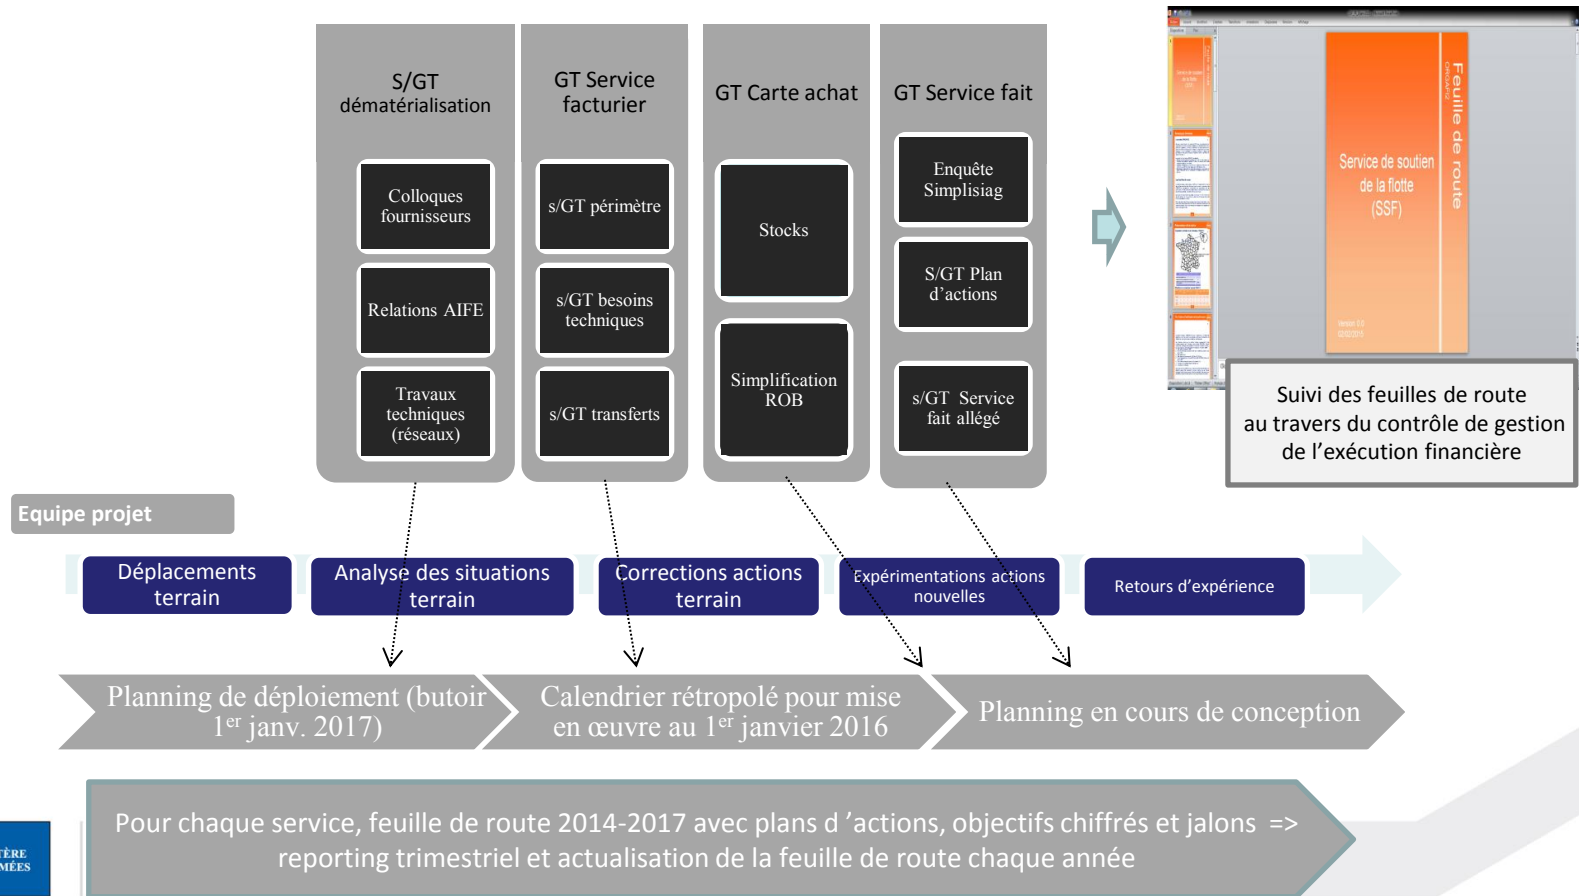 S/GT
dématérialisation
Colloques
fournisseurs
Relations AIFE
Travaux
techniques
(réseaux)
GT Service
facturier
s/GT périmètre
s/GT besoins
techniques
s/GT transferts
GT Carte achat
Stocks
Simplification
ROB
GT Service fait
Enquête
Simplisiag
S/GT Plan
d’actions
s/GT Service
fait allégé
Feuille de route
Service de soutien
de la flotte
(SSF)
Suivi des feuilles de route
au travers du contrôle de gestion
de l’exécution financière
Equipe projet
Déplacements
terrain
Analyse des situations
terrain
Corrections actions
terrain
Expérimentations actions
nouvelles
Retours d’expérience
Planning de déploiement (butoir
1er janv. 2017)
Calendrier rétropolé pour mise
en œuvre au 1er janvier 2016
Planning en cours de conception
Pour chaque service, feuille de route 2014-2017 avec plans d ’actions, objectifs chiffrés et jalons =>
reporting trimestriel et actualisation de la feuille de route chaque année
TÈRE
MÉES